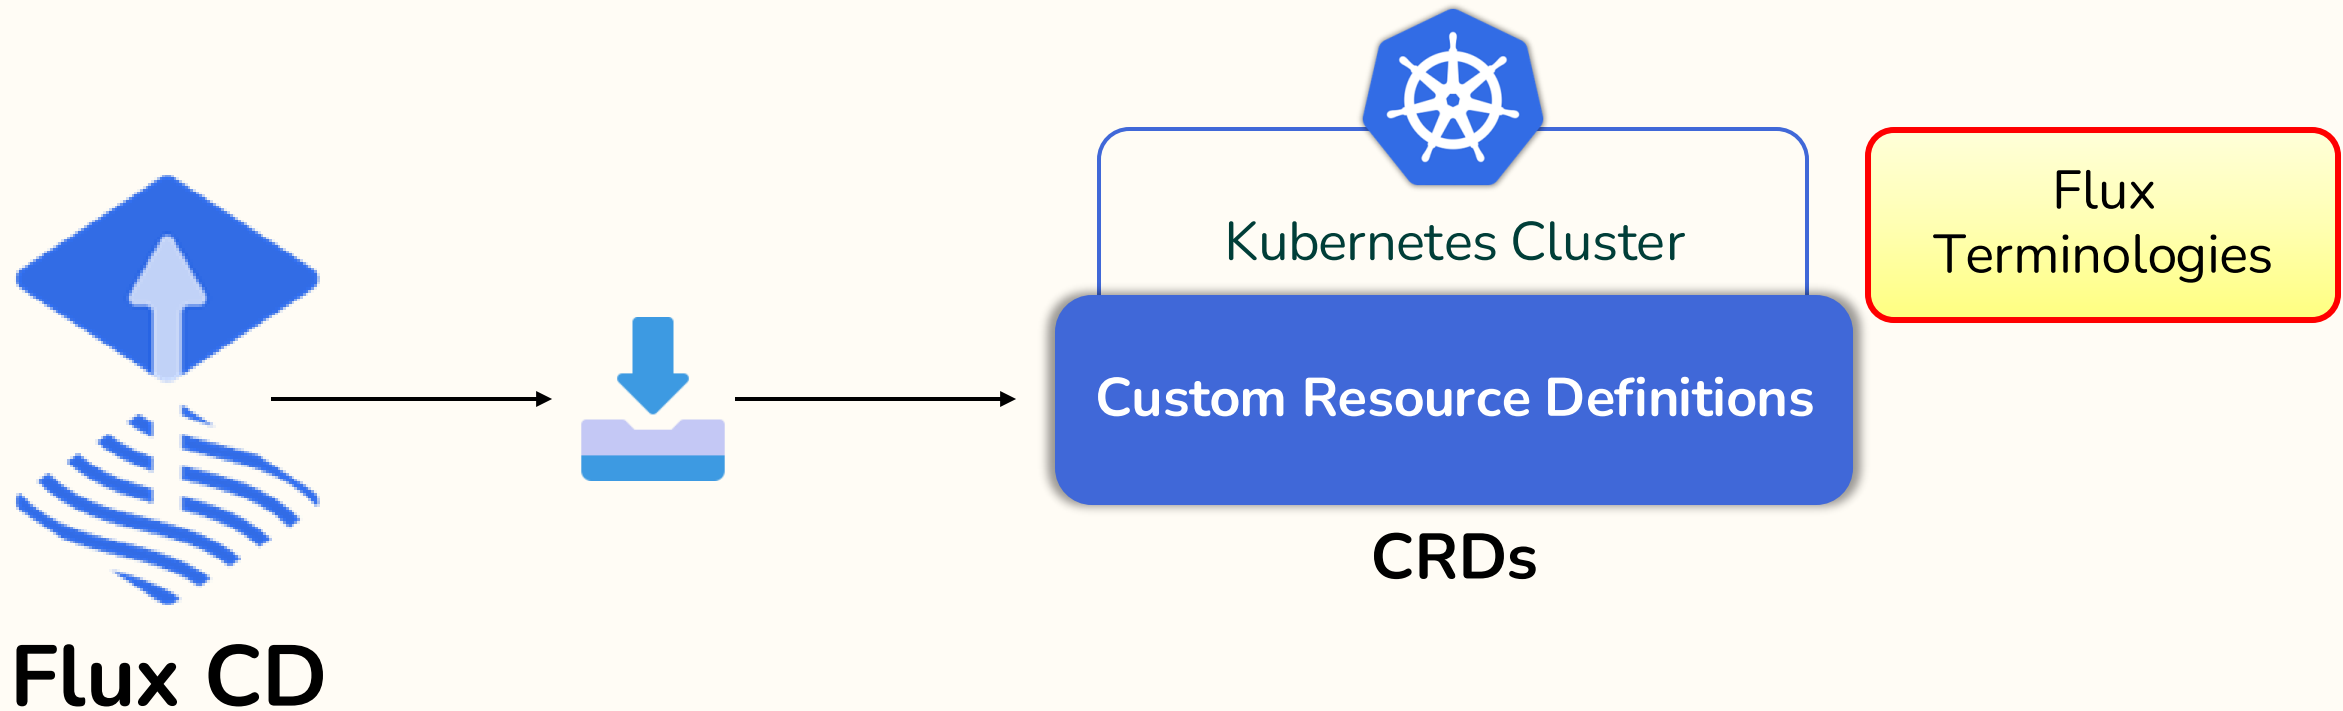 Kubernetes Cluster
Flux
Terminologies
Custom Resource Definitions
CRDs
Flux CD